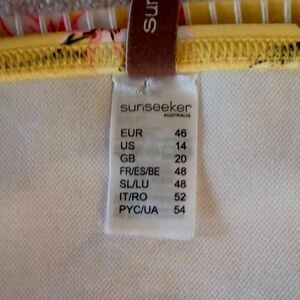 sun
sunseeker
AUSTRALIA
EUR 46
US 14
GB 20
FR/ES/BE 48
SL/LU 48
IT/RO 52
PYC/UA 54